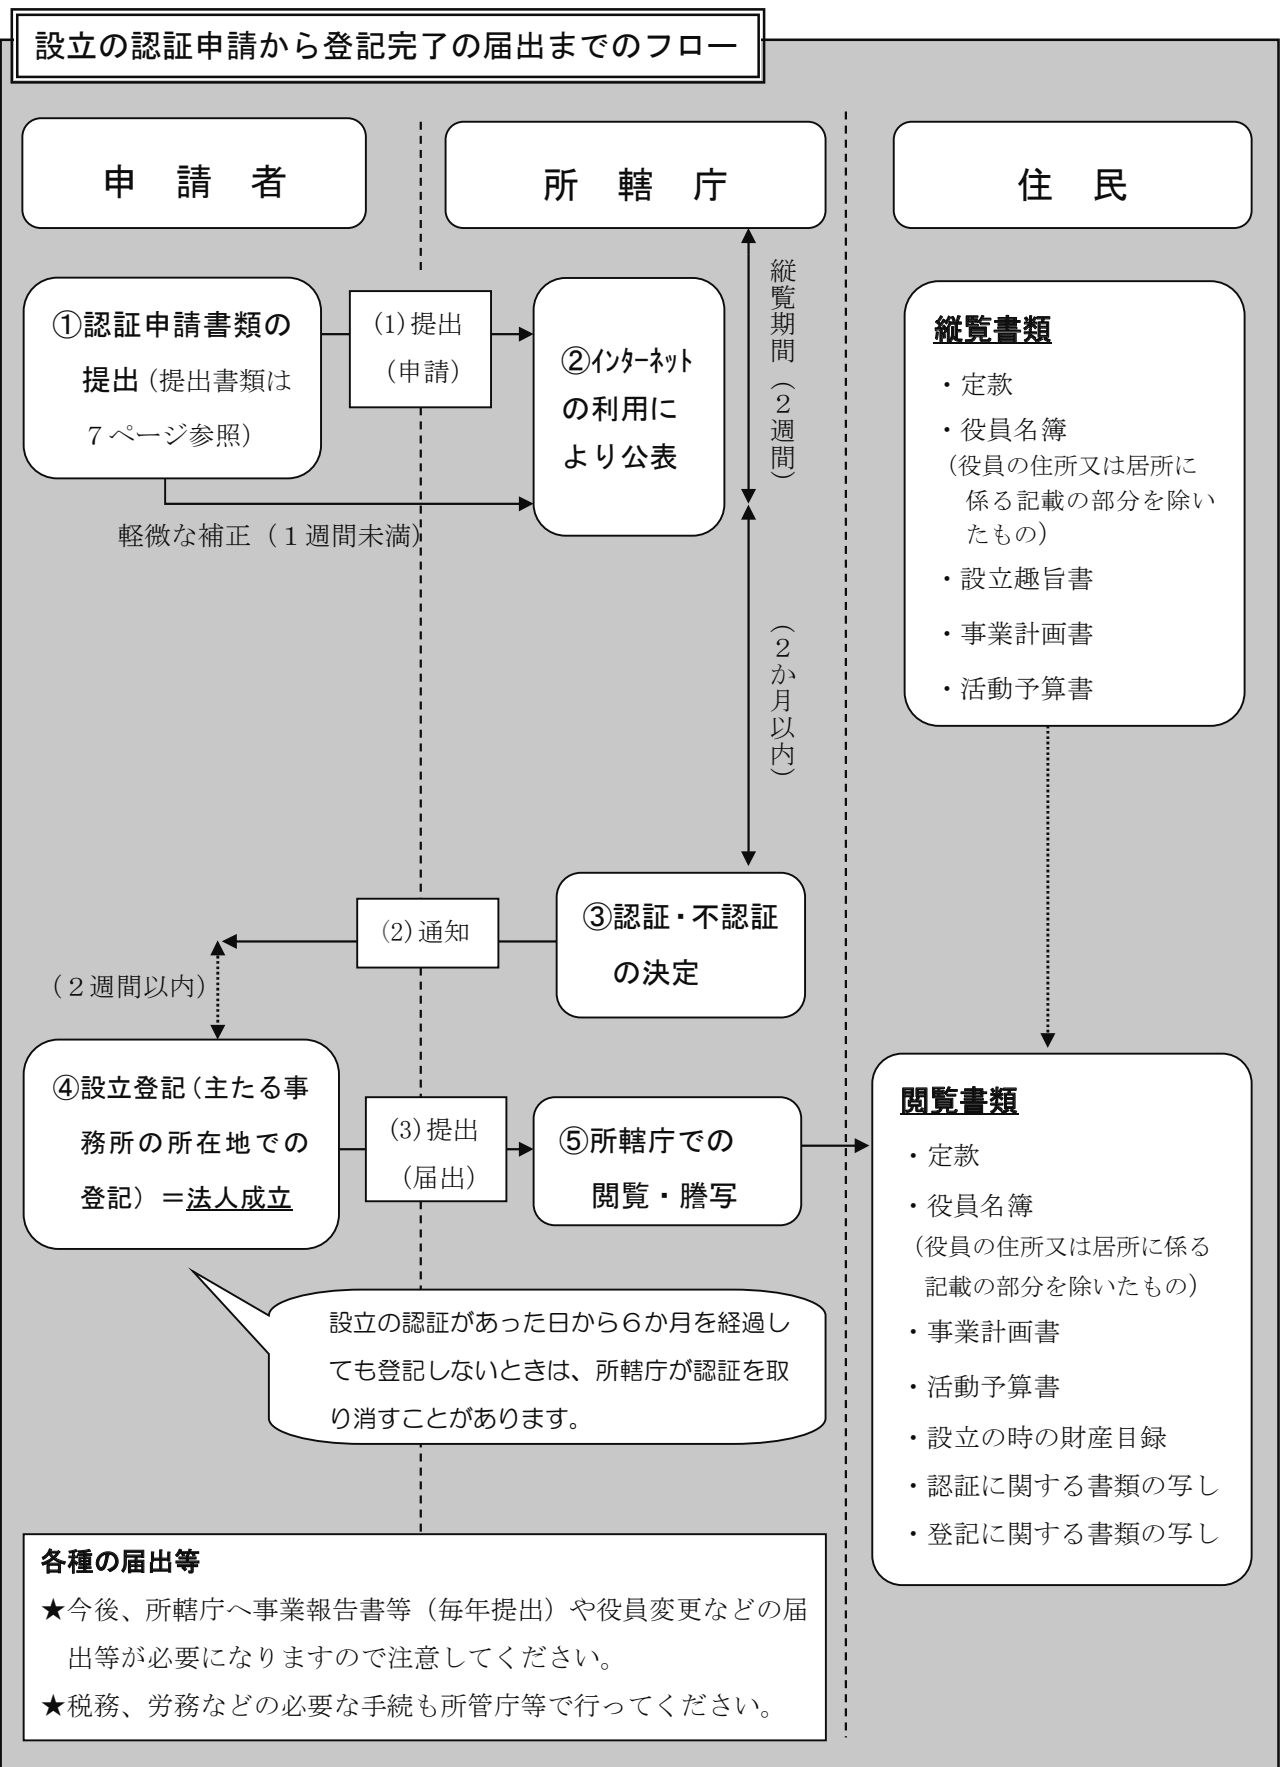 設立の認証申請から登記完了の届出までのフロー
申請者
所轄庁
住民
①認証申請書類の
提出（提出書類は
７ページ参照）
(1)提出
（申請）
②インターネット
の利用に
より公表
軽微な補正（１週間未満）
縦覧期間（２週間）
（２か月以内）
縦覧書類
・定款
・役員名簿
（役員の住所又は居所に
係る記載の部分を除い
たもの）
・設立趣旨書
・事業計画書
・活動予算書
③認証・不認証
の決定
(2)通知
（２週間以内）
④設立登記（主たる事
務所の所在地での
登記）＝法人成立
(3)提出
（届出）
⑤所轄庁での
閲覧・謄写
設立の認証があった日から６か月を経過し
ても登記しないときは、所轄庁が認証を取
り消すことがあります。
閲覧書類
・定款
・役員名簿
（役員の住所又は居所に係る
記載の部分を除いたもの）
・事業計画書
・活動予算書
・設立の時の財産目録
・認証に関する書類の写し
・登記に関する書類の写し
各種の届出等
★今後、所轄庁へ事業報告書等（毎年提出）や役員変更などの届
出等が必要になりますので注意してください。
★税務、労務などの必要な手続も所管庁等で行ってください。